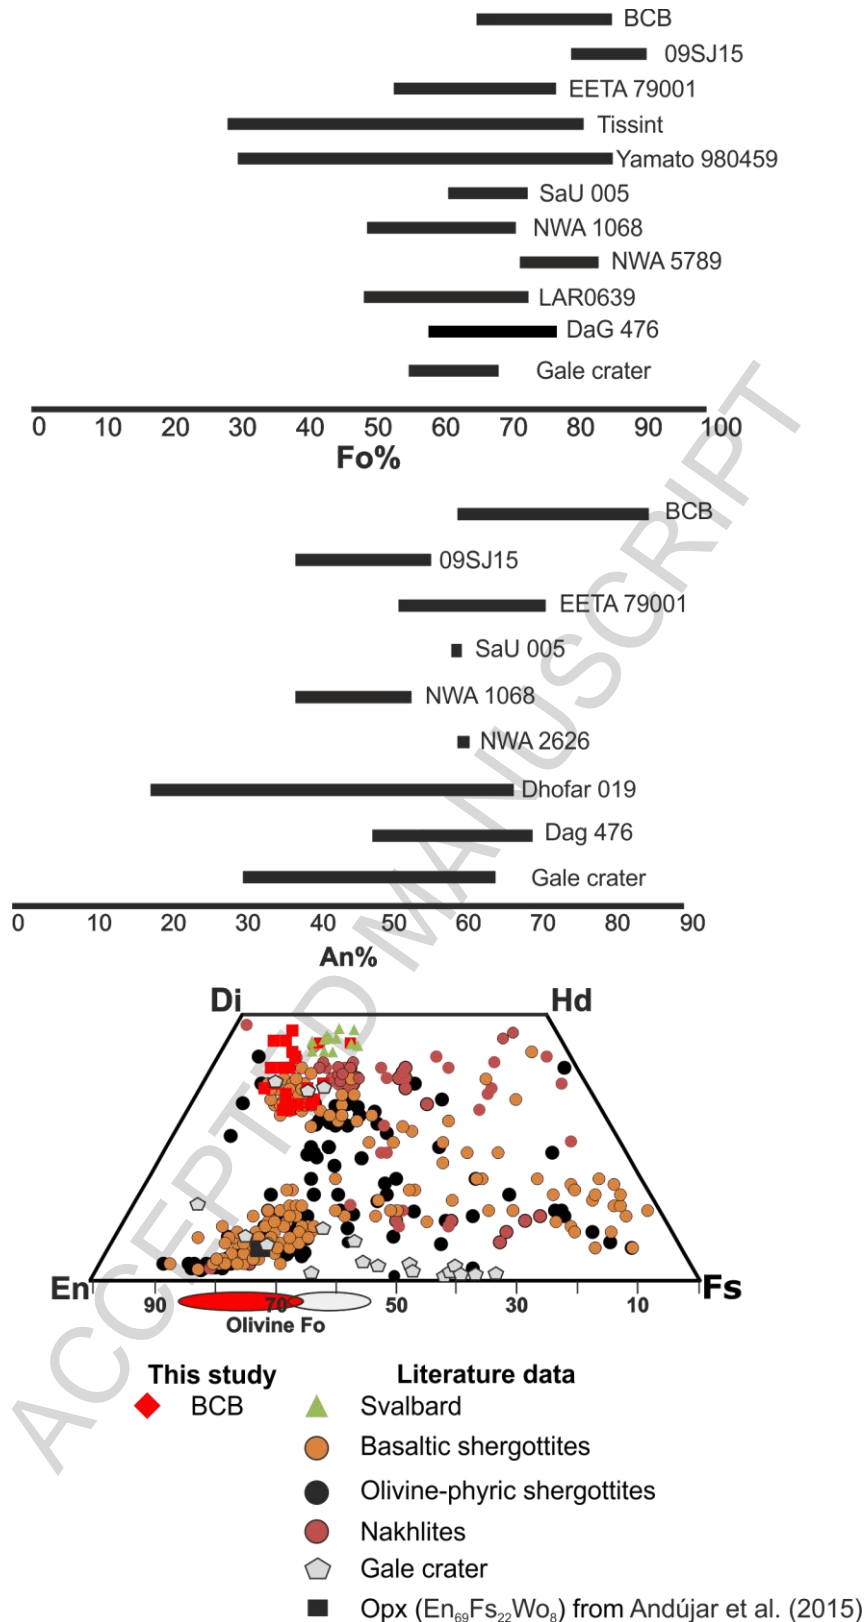 BCB
09SJ15
EETA 79001
Tissint
Yamato 980459
SaU 005
NWA 1068
NWA 5789
LAR0639
DaG 476
Gale crater
0 10 20 30 40 50 60 70 80 90 100
Fo%
BCB
09SJ15
EETA 79001
SaU 005
NWA 1068
NWA 2626
Dhofar 019
Dag 476
Gale crater
0 10 20 30 40 50 60 70 80 90
An%
Di Hd
En Fs
90 70 50 30 10
Olivine Fo
This study Literature data
BCB Svalbard
Basaltic shergottites
Olivine-phyric shergottites
Nakhlites
Gale crater
Opx (En₆₉Fs₂₂Wo₈) from Andújar et al. (2015)
ACCEPTED MANUSCRIPT